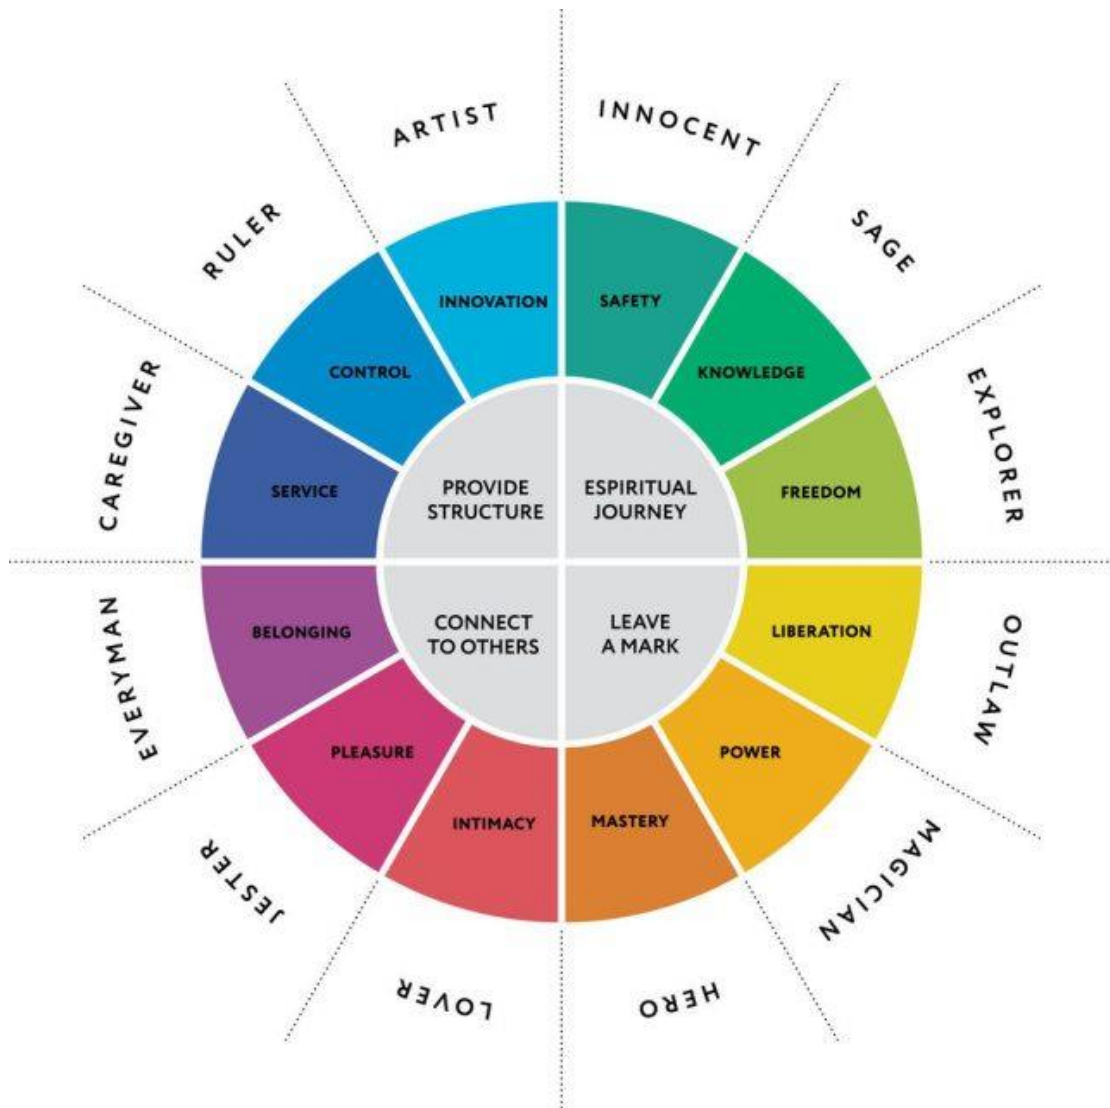 ARTIST
INNOCENT
RULER
SAGE
CAREGIVER
EXPLORER
INNOVATION
SAFETY
CONTROL
KNOWLEDGE
SERVICE
FREEDOM
PROVIDE
STRUCTURE
ESPIRITUAL
JOURNEY
CONNECT
TO OTHERS
LEAVE
A MARK
BELONGING
LIBERATION
PLEASURE
POWER
INTIMACY
MASTERY
EVERYMAN
OUTLAW
JESTER
MAGICIAN
LOVER
HERO